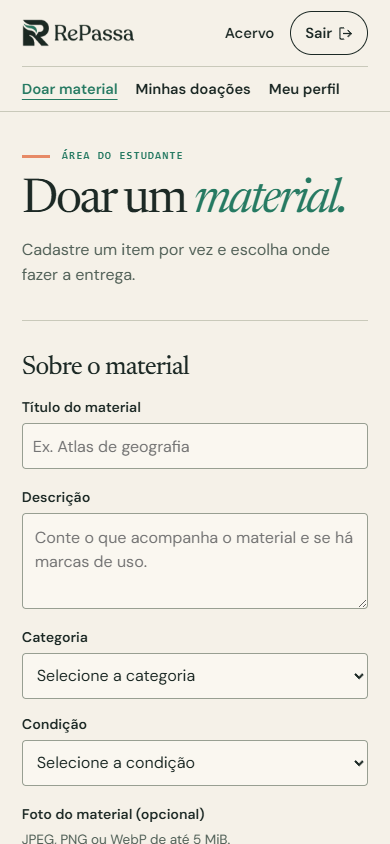 RePassa
Acervo
Sair
Doar material
Minhas doações
Meu perfil
ÁREA DO ESTUDANTE
Doar um material.
Cadastre um item por vez e escolha onde
fazer a entrega.
Sobre o material
Título do material
Ex. Atlas de geografia
Descrição
Conte o que acompanha o material e se há
marcas de uso.
Categoria
Selecione a categoria
Condição
Selecione a condição
Foto do material (opcional)
JPEG, PNG ou WebP de até 5 MiB.